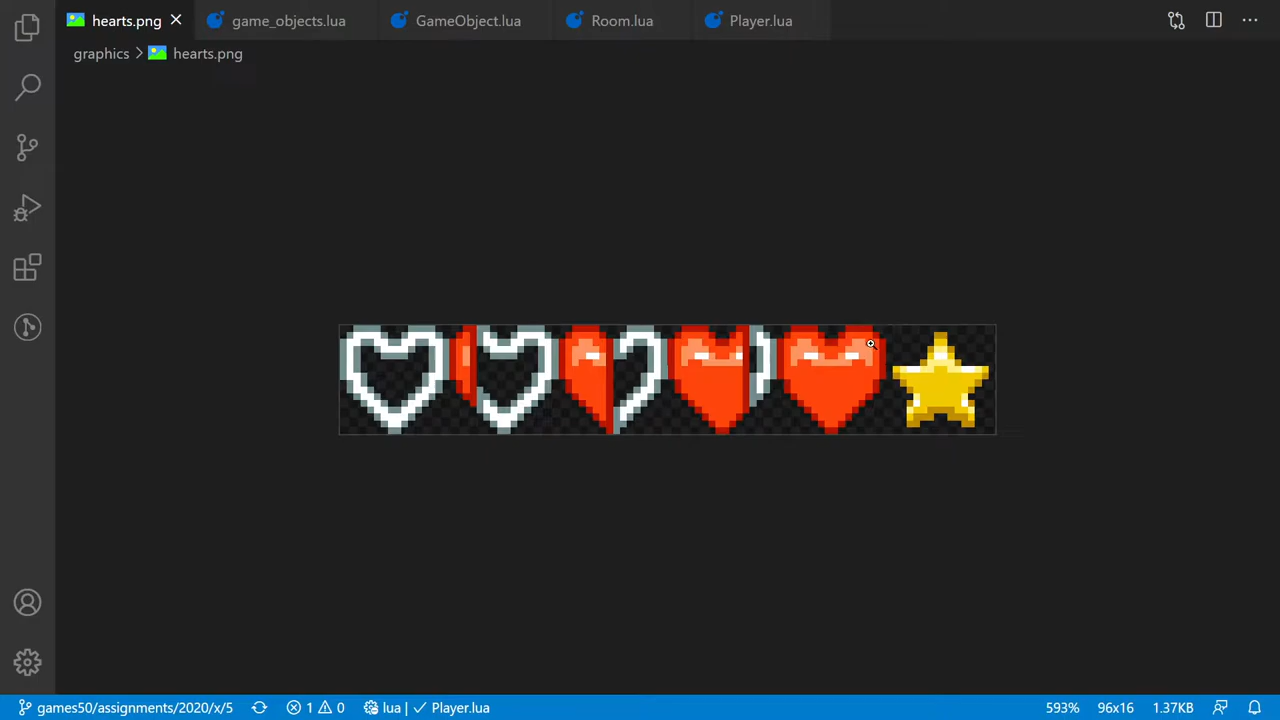 hearts.png
game_objects.lua
GameObject.lua
Room.lua
Player.lua
graphics
hearts.png
games50/assignments/2020/x/5
1
0
lua | ✓ Player.lua
593%
96x16
1.37KB